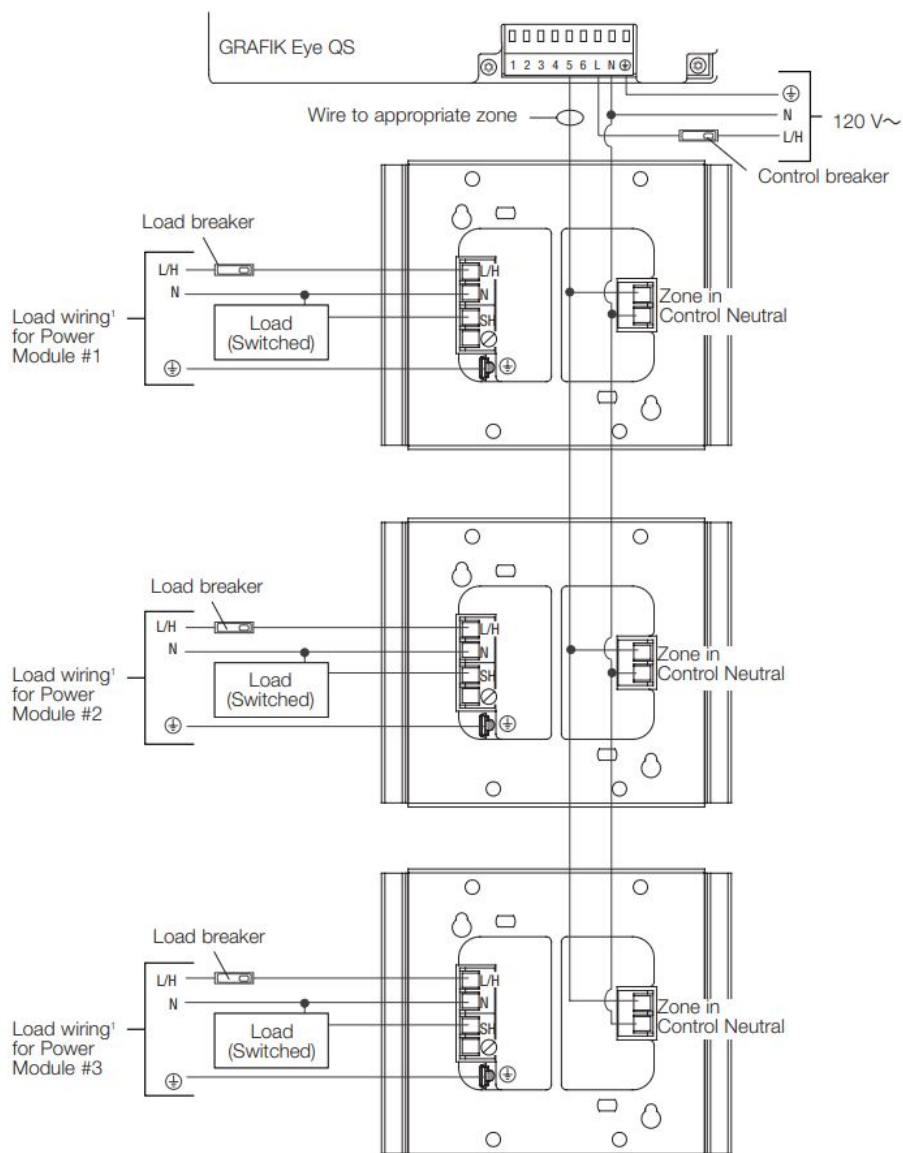 GRAFIK Eye QS
1 2 3 4 5 6 L N
Wire to appropriate zone
N
L/H
120 V~
Control breaker
Load breaker
L/H
N
Load wiring¹
for Power
Module #1
Load
(Switched)
L/H
N
SH
Zone in
Control Neutral
Load breaker
L/H
N
Load wiring¹
for Power
Module #2
Load
(Switched)
L/H
N
SH
Zone in
Control Neutral
Load breaker
L/H
N
Load wiring¹
for Power
Module #3
Load
(Switched)
L/H
N
SH
Zone in
Control Neutral